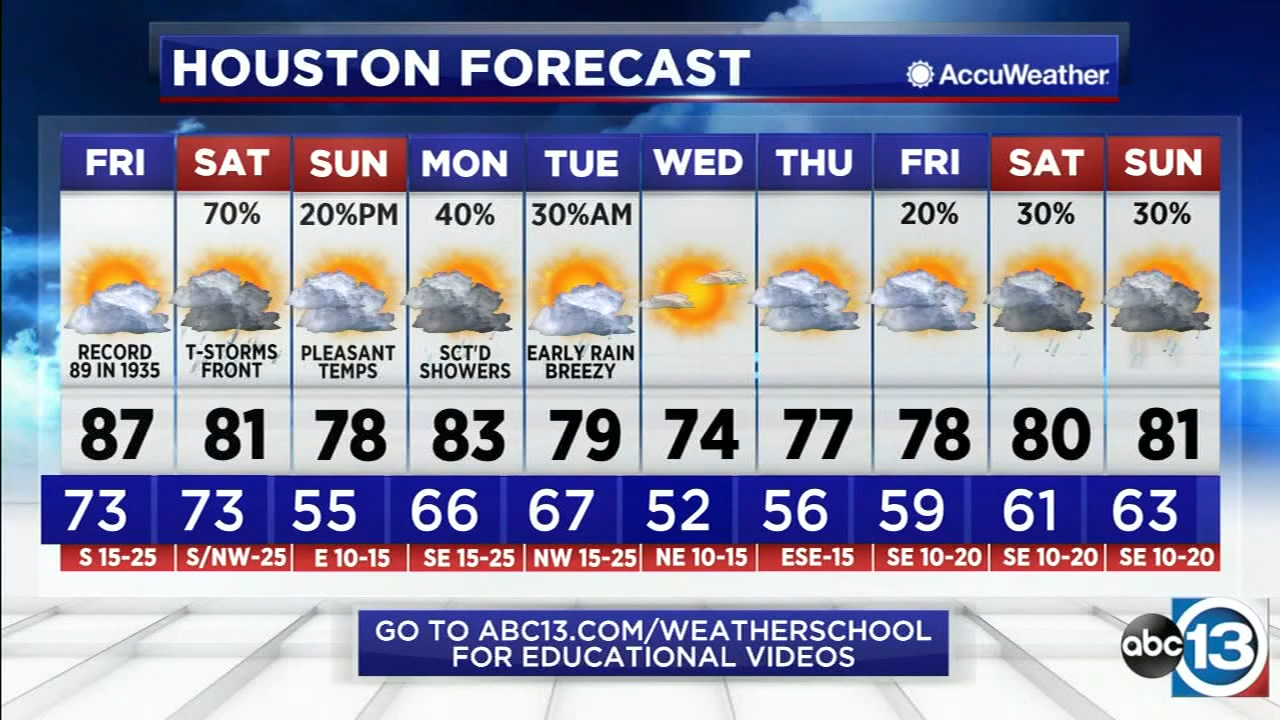 HOUSTON FORECAST
AccuWeather
FRI SAT SUN MON TUE WED THU FRI SAT SUN
70% 20%PM 40% 30%AM 20% 30% 30%
RECORD T-STORMS PLEASANT SCT'D EARLY RAIN
89 IN 1935 FRONT TEMPS SHOWERS BREEZY
87 81 78 83 79 74 77 78 80 81
73 73 55 66 67 52 56 59 61 63
S 15-25 S/NW-25 E 10-15 SE 15-25 NW 15-25 NE 10-15 ESE-15 SE 10-20 SE 10-20 SE 10-20
GO TO ABC13.COM/WEATHERSCHOOL
FOR EDUCATIONAL VIDEOS
abc 13